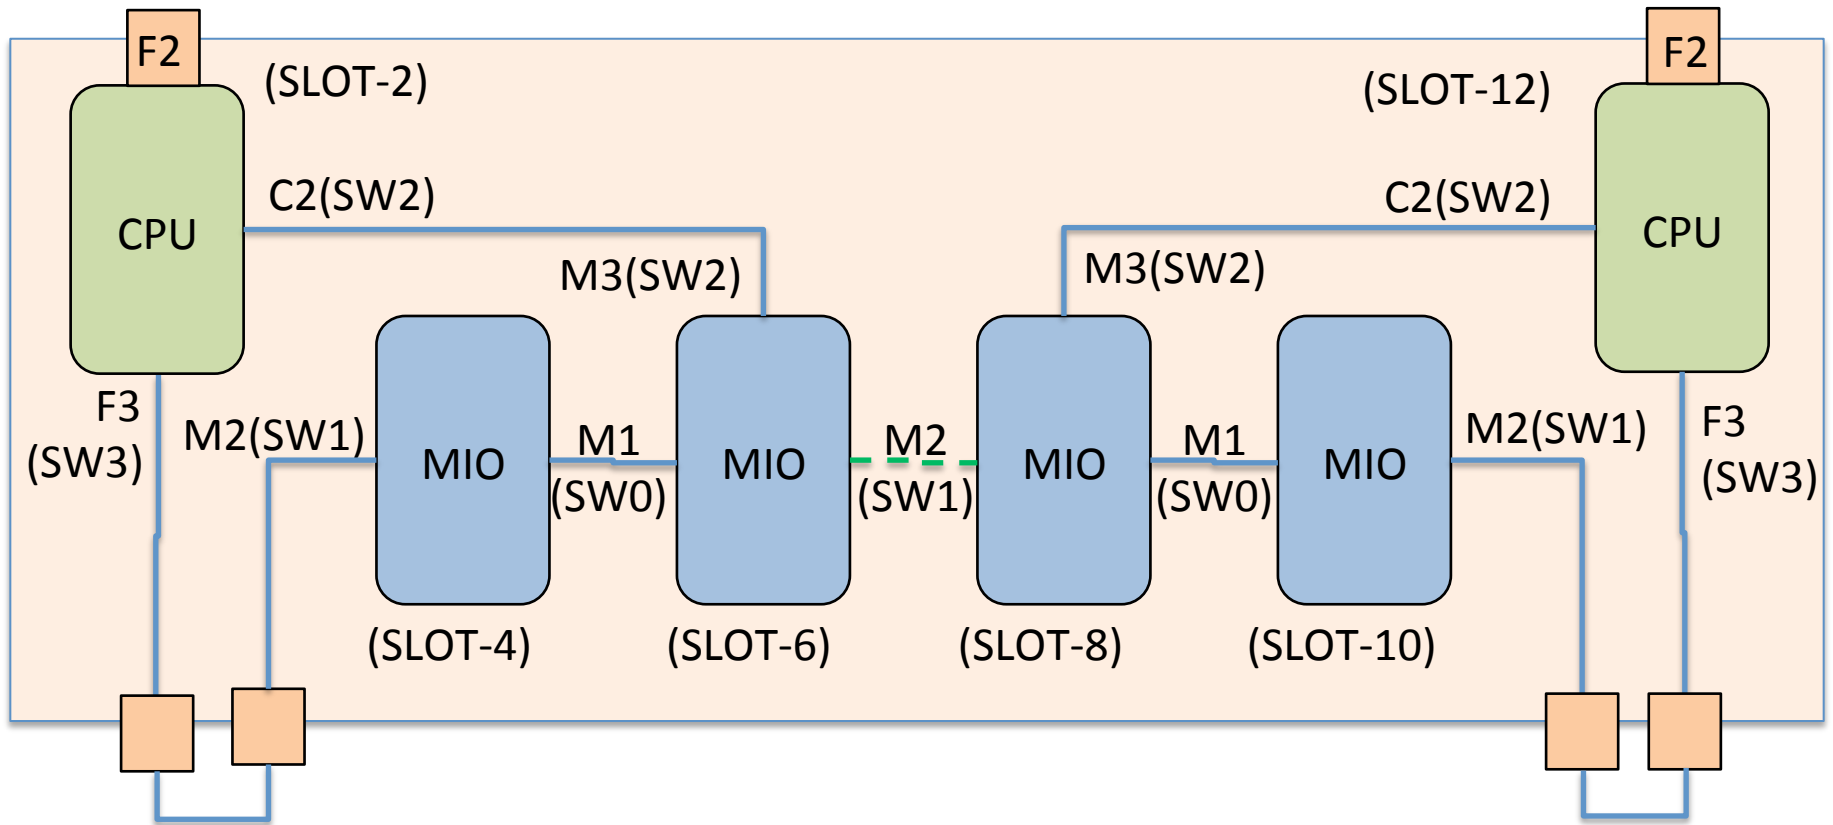 F2
F2
(SLOT-2)
(SLOT-12)
C2(SW2)
C2(SW2)
CPU
CPU
M3(SW2)
M3(SW2)
F3
(SW3)
M2(SW1)
MIO
M1
(SW0)
MIO
M2
(SW1)
MIO
M1
(SW0)
MIO
M2(SW1)
F3
(SW3)
(SLOT-4)
(SLOT-6)
(SLOT-8)
(SLOT-10)